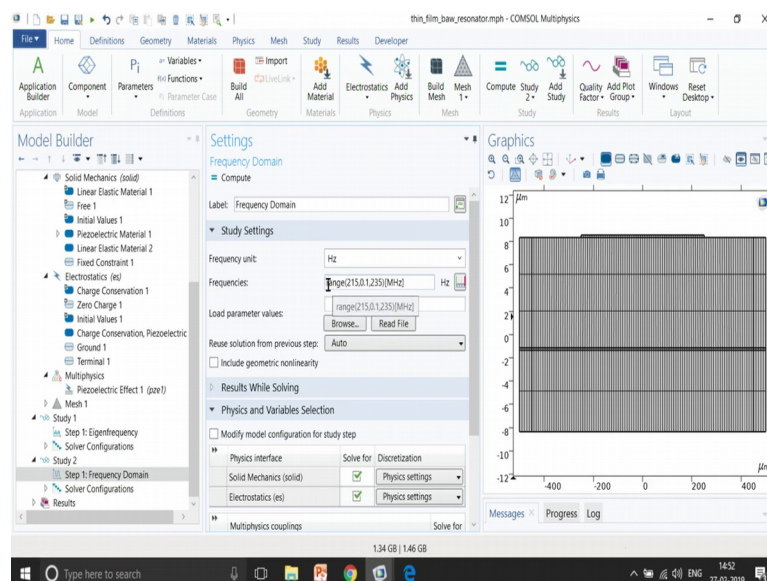 thin_film_baw_resonator.mph - COMSOL Multiphysics
File Home Definitions Geometry Materials Physics Mesh Study Results Developer
Application Builder
Component
Pi Parameters
a= Variables
f(x) Functions
Pi Parameter Case
Build All
Import
LiveLink
Add Material
Electrostatics
Add Physics
Build Mesh
Mesh 1
Compute
Study 2
Add Study
Quality Factor
Add Plot Group
Windows
Reset Desktop
Application Model Definitions Geometry Materials Physics Mesh Study Results Layout
Model Builder
Solid Mechanics (solid)
Linear Elastic Material 1
Free 1
Initial Values 1
Piezoelectric Material 1
Linear Elastic Material 2
Fixed Constraint 1
Electrostatics (es)
Charge Conservation 1
Zero Charge 1
Initial Values 1
Charge Conservation, Piezoelectric
Ground 1
Terminal 1
Multiphysics
Piezoelectric Effect 1 (pze1)
Mesh 1
Study 1
Step 1: Eigenfrequency
Solver Configurations
Study 2
Step 1: Frequency Domain
Solver Configurations
Results
Settings
Frequency Domain
= Compute
Label: Frequency Domain
Study Settings
Frequency unit: Hz
Frequencies: range(215,0.1,235)[MHz] Hz
range(215,0.1,235)[MHz]
Load parameter values:
Browse... Read File
Reuse solution from previous step: Auto
Include geometric nonlinearity
Results While Solving
Physics and Variables Selection
Modify model configuration for study step
Physics interface Solve for Discretization
Solid Mechanics (solid) Physics settings
Electrostatics (es) Physics settings
Multiphysics couplings Solve for
Graphics
12 µm
10
8
6
4
2
0
-2
-4
-6
-8
-10
-12
µm
-400 -200 0 200 400
Messages Progress Log
1.34 GB | 1.46 GB
Type here to search
ENG
14:52
27-02-2019